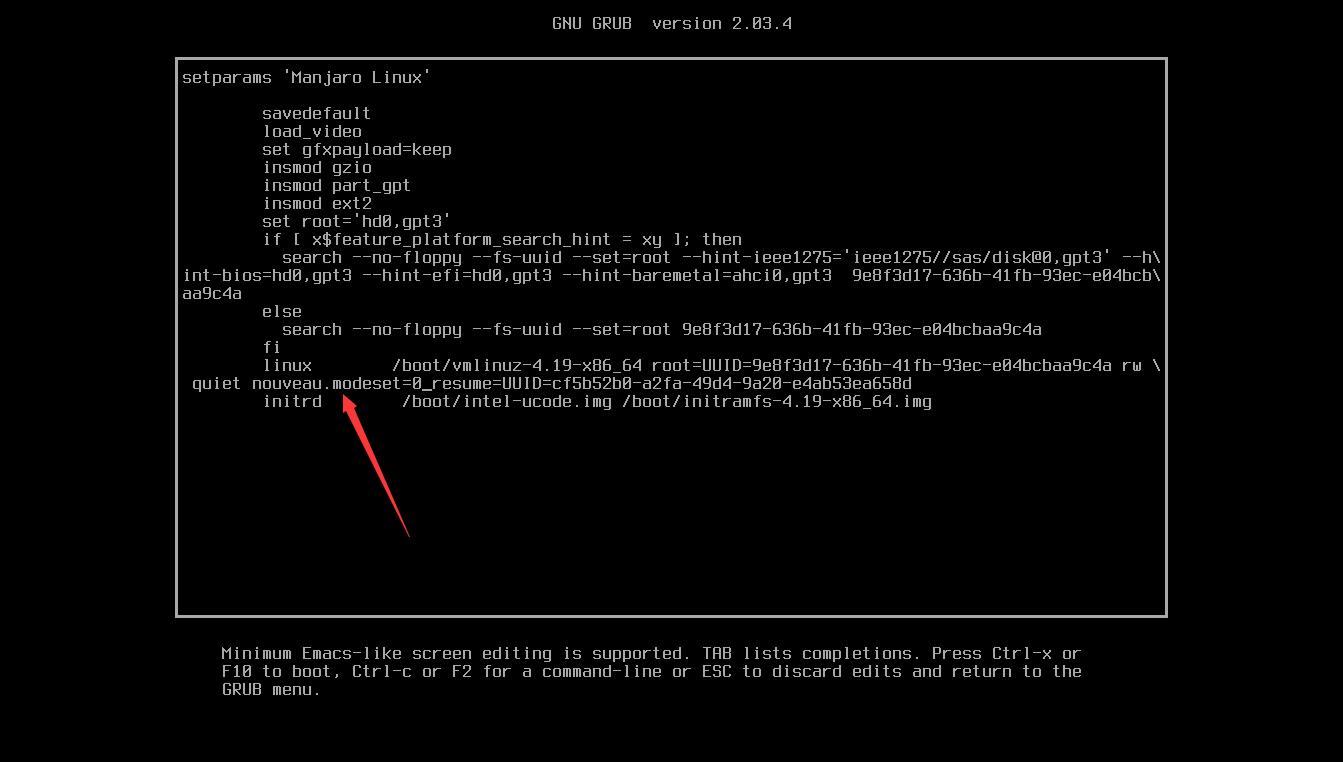 GNU GRUB  version 2.03.4
setparams 'Manjaro Linux'
savedefault
load_video
set gfxpayload=keep
insmod gzio
insmod part_gpt
insmod ext2
set root='hd0,gpt3'
if [ x$feature_platform_search_hint = xy ]; then
search --no-floppy --fs-uuid --set=root --hint-ieee1275='ieee1275//sas/disk@0,gpt3' --h\
int-bios=hd0,gpt3 --hint-efi=hd0,gpt3 --hint-baremetal=ahci0,gpt3  9e8f3d17-636b-41fb-93ec-e04bcb\
aa9c4a
else
search --no-floppy --fs-uuid --set=root 9e8f3d17-636b-41fb-93ec-e04bcbaa9c4a
fi
linux        /boot/vmlinuz-4.19-x86_64 root=UUID=9e8f3d17-636b-41fb-93ec-e04bcbaa9c4a rw \
quiet nouveau.modeset=0_resume=UUID=cf5b52b0-a2fa-49d4-9a20-e4ab53ea658d
initrd        /boot/intel-ucode.img /boot/initramfs-4.19-x86_64.img
Minimum Emacs-like screen editing is supported. TAB lists completions. Press Ctrl-x or
F10 to boot, Ctrl-c or F2 for a command-line or ESC to discard edits and return to the
GRUB menu.